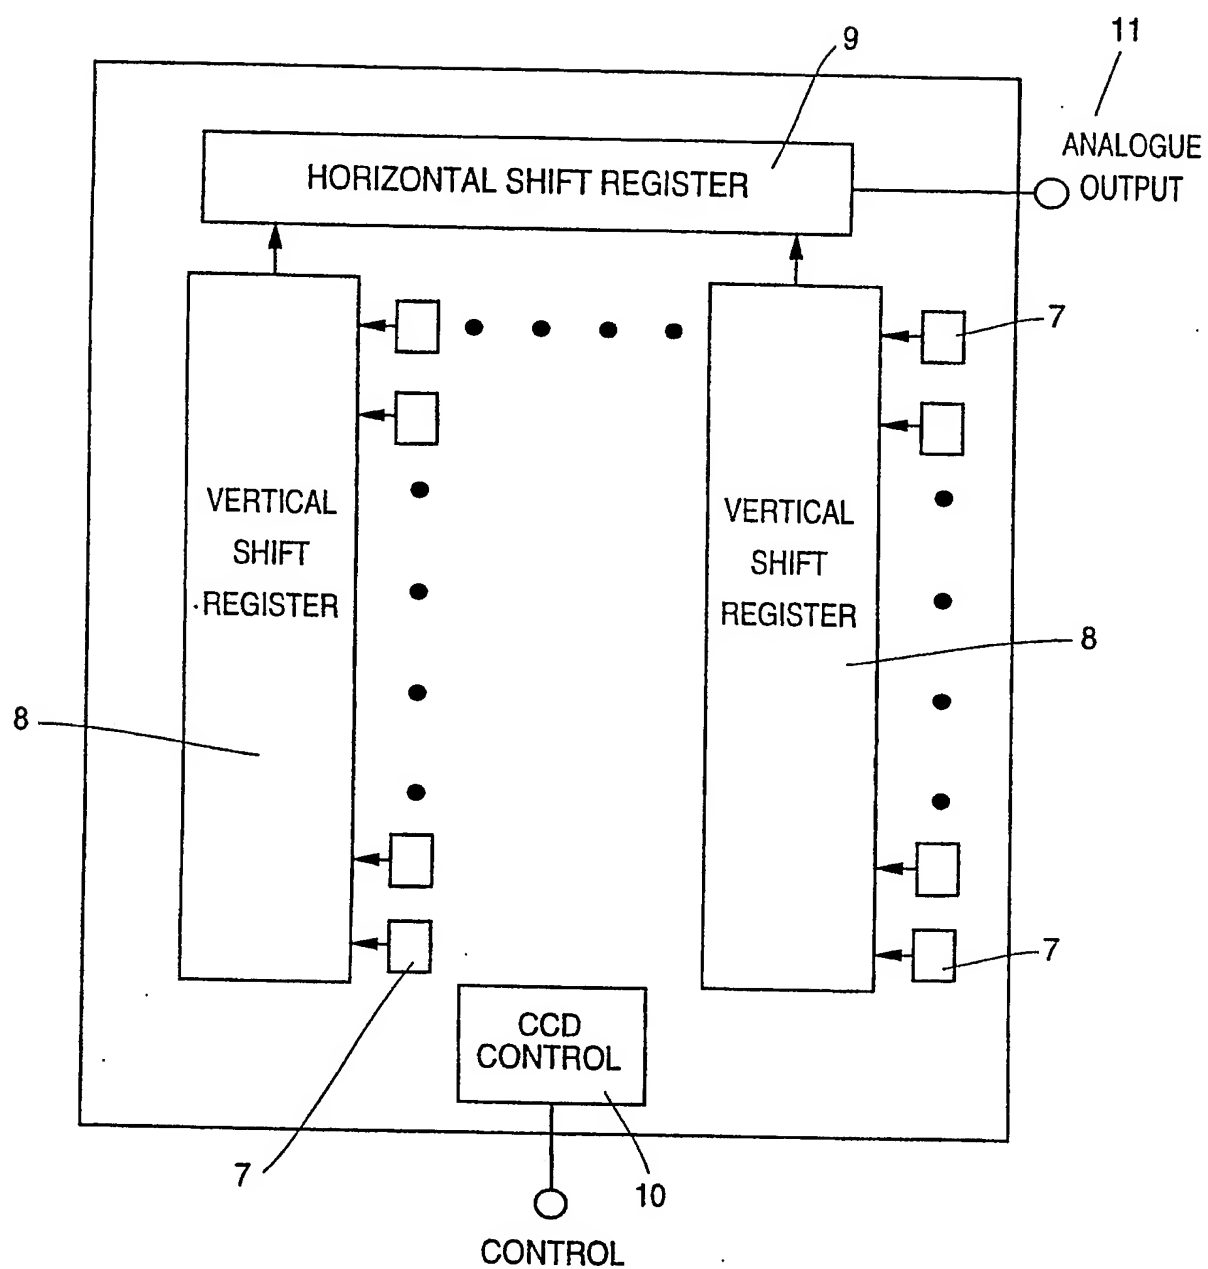 11
9
ANALOGUE
OUTPUT
HORIZONTAL SHIFT REGISTER
7
VERTICAL
SHIFT
REGISTER
VERTICAL
SHIFT
REGISTER
8
8
7
CCD
CONTROL
7
10
CONTROL